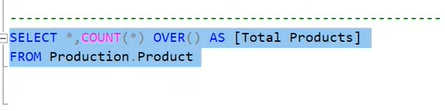 SELECT *,COUNT(*) OVER() AS [Total Products]
FROM Production.Product